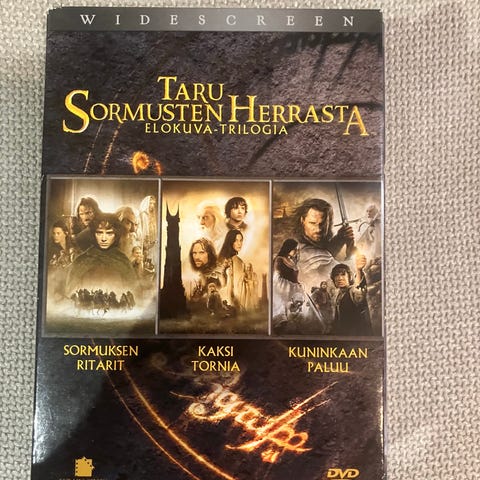 WIDESCREEN
TARU
SORMUSTEN HERRASTA
ELOKUVA-TRILOGIA
SORMUKSEN
RITARIT
KAKSI
TORNIA
KUNINKAAN
PALUU
DVD